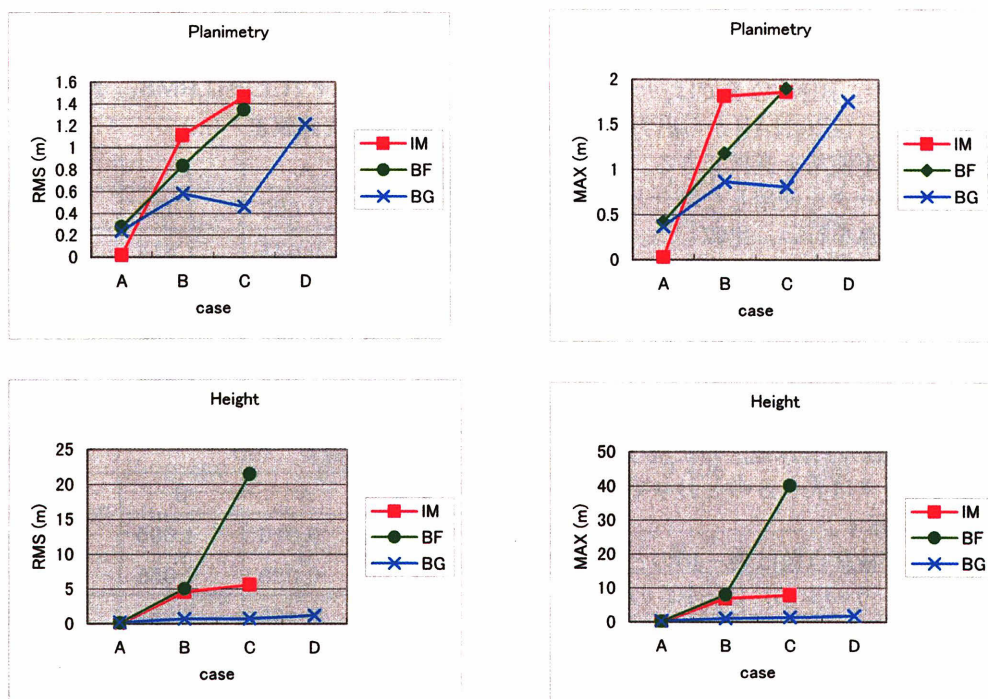 Planimetry
RMS (m)
1.6
1.4
1.2
1
0.8
0.6
0.4
0.2
0
A B C D
case
IM
BF
BG
Planimetry
MAX (m)
2
1.5
1
0.5
0
A B C D
case
IM
BF
BG
Height
RMS (m)
25
20
15
10
5
0
A B C D
case
IM
BF
BG
Height
MAX (m)
50
40
30
20
10
0
A B C D
case
IM
BF
BG